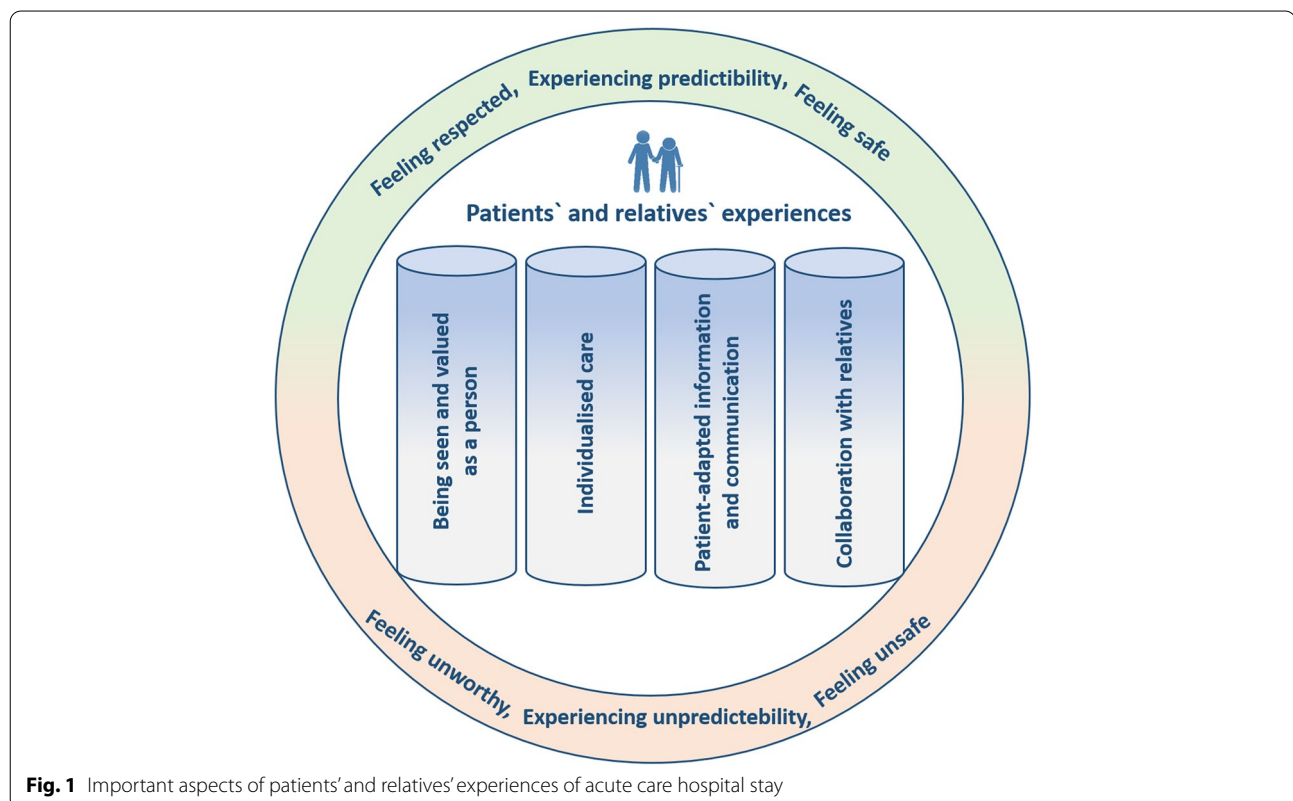 Feeling respected, Experiencing predictibility, Feeling safe
Patients` and relatives` experiences
Being seen and valued
as a person
Individualised care
Patient-adapted information
and communication
Collaboration with relatives
Feeling unworthy, Experiencing unpredictebility, Feeling unsafe
Fig. 1 Important aspects of patients’ and relatives’ experiences of acute care hospital stay